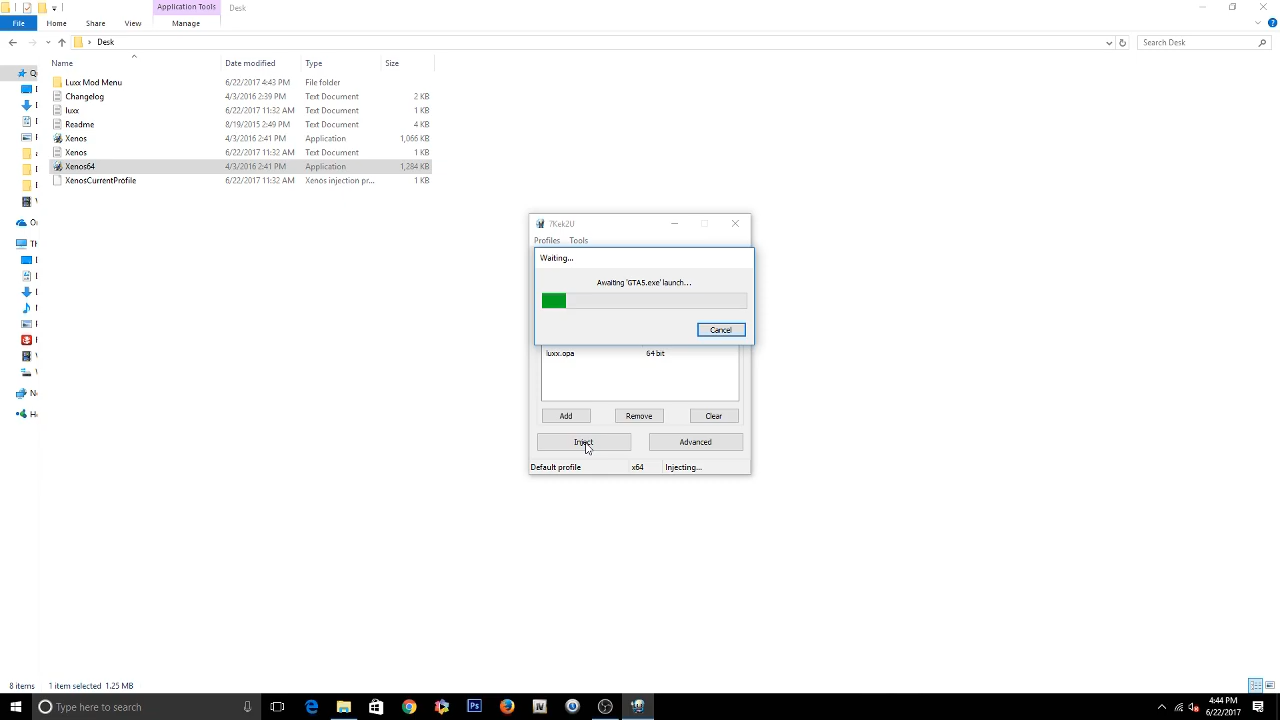 Application Tools
Desk
File
Home
Share
View
Manage
Desk
Search Desk
Name
Date modified
Type
Size
Luxx Mod Menu
6/22/2017 4:43 PM
File folder
Changelog
4/3/2016 2:39 PM
Text Document
2 KB
luxx
6/22/2017 11:32 AM
Text Document
1 KB
Readme
8/19/2015 2:49 PM
Text Document
4 KB
Xenos
4/3/2016 2:41 PM
Application
1,066 KB
Xenos
6/22/2017 11:32 AM
Text Document
1 KB
Xenos64
4/3/2016 2:41 PM
Application
1,284 KB
XenosCurrentProfile
6/22/2017 11:32 AM
Xenos injection pr...
1 KB
?Kek2U
Profiles
Tools
Waiting...
Awaiting 'GTA5.exe' launch...
Cancel
luxx.opa
64 bit
Add
Remove
Clear
Inject
Advanced
Default profile
x64
Injecting...
8 items
1 item selected 1.25 MB
Type here to search
4:44 PM
6/22/2017